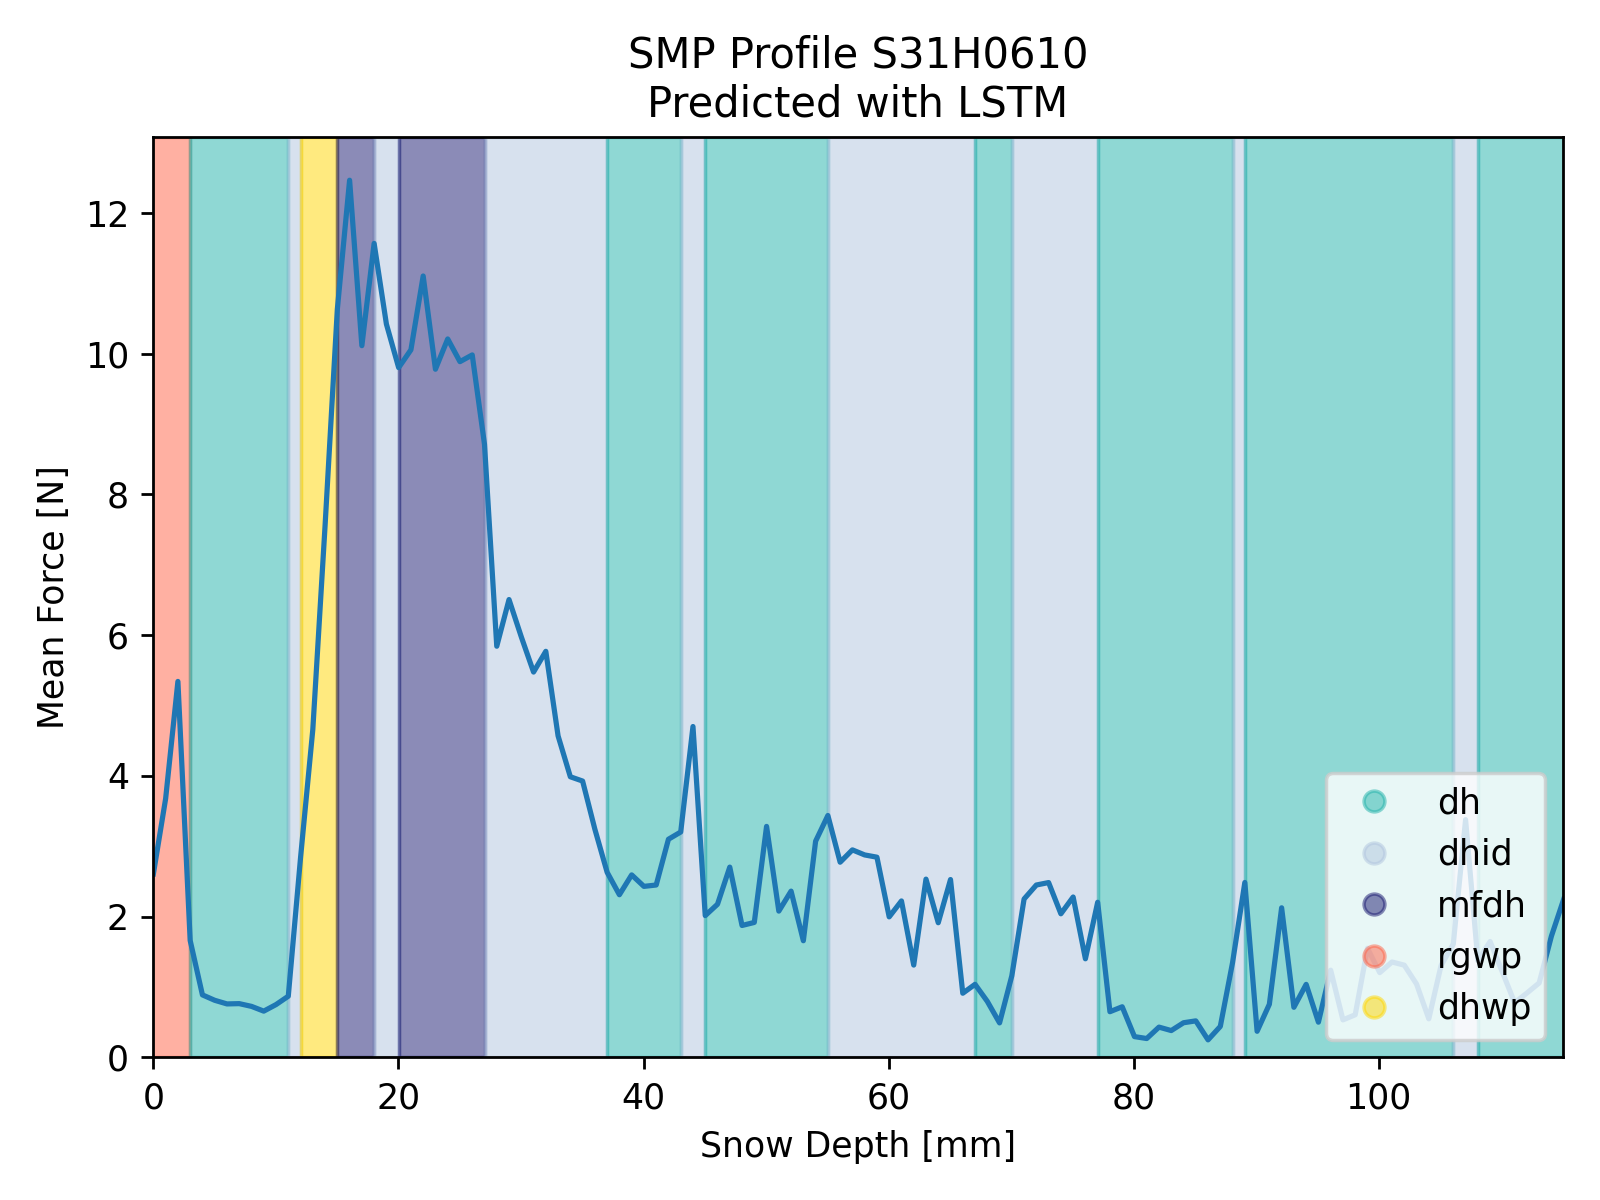 SMP Profile S31H0610
Predicted with LSTM
Mean Force [N]
12
10
8
6
4
2
0
0 20 40 60 80 100
Snow Depth [mm]
dh
dhid
mfdh
rgwp
dhwp